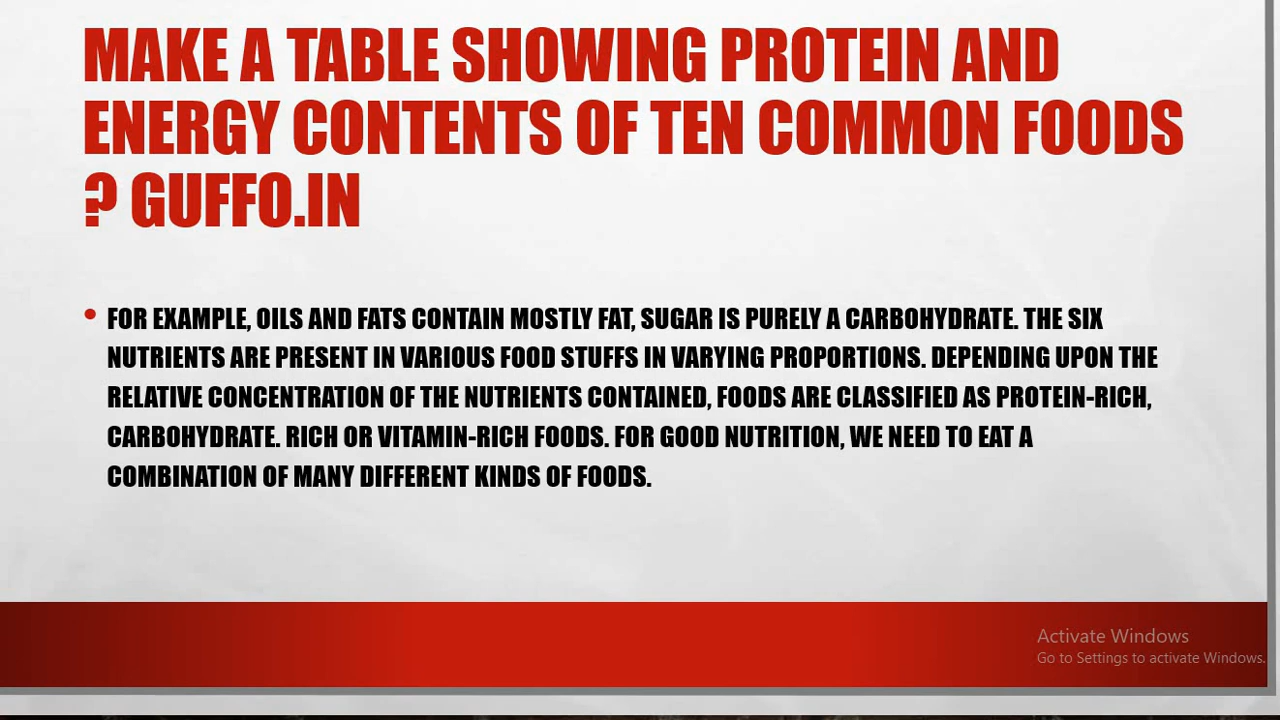 MAKE A TABLE SHOWING PROTEIN AND
ENERGY CONTENTS OF TEN COMMON FOODS
? GUFFO.IN
• FOR EXAMPLE, OILS AND FATS CONTAIN MOSTLY FAT, SUGAR IS PURELY A CARBOHYDRATE. THE SIX
NUTRIENTS ARE PRESENT IN VARIOUS FOOD STUFFS IN VARYING PROPORTIONS. DEPENDING UPON THE
RELATIVE CONCENTRATION OF THE NUTRIENTS CONTAINED, FOODS ARE CLASSIFIED AS PROTEIN-RICH,
CARBOHYDRATE. RICH OR VITAMIN-RICH FOODS. FOR GOOD NUTRITION, WE NEED TO EAT A
COMBINATION OF MANY DIFFERENT KINDS OF FOODS.
Activate Windows
Go to Settings to activate Windows.